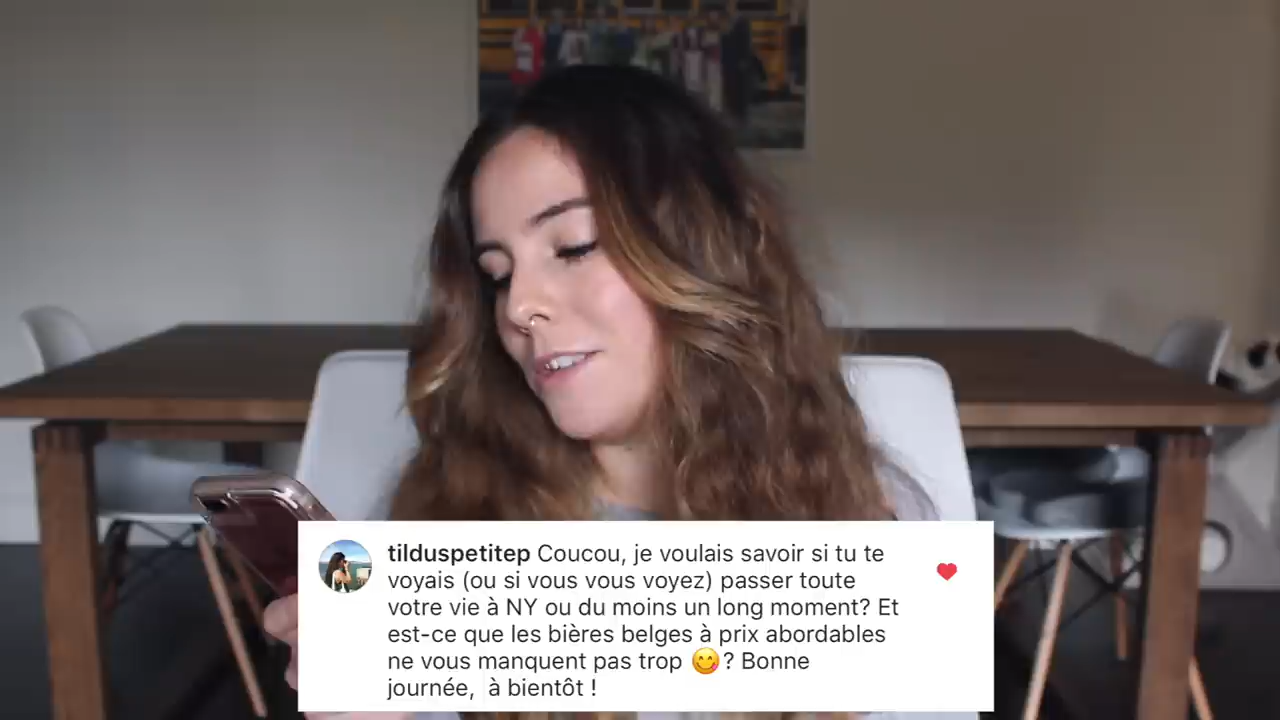 tilduspetitep Coucou, je voulais savoir si tu te
voyais (ou si vous vous voyez) passer toute
votre vie à NY ou du moins un long moment? Et
est-ce que les bières belges à prix abordables
ne vous manquent pas trop 😋? Bonne
journée, à bientôt !